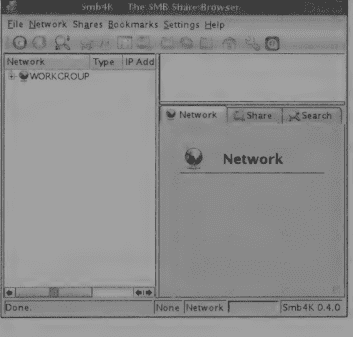 Smb4K - The SMB Share Browser
File Network Shares Bookmarks Settings Help
Network Type IP Add
WORKGROUP
Network Share Search
Network
Done. None Network Smb4K 0.4.0